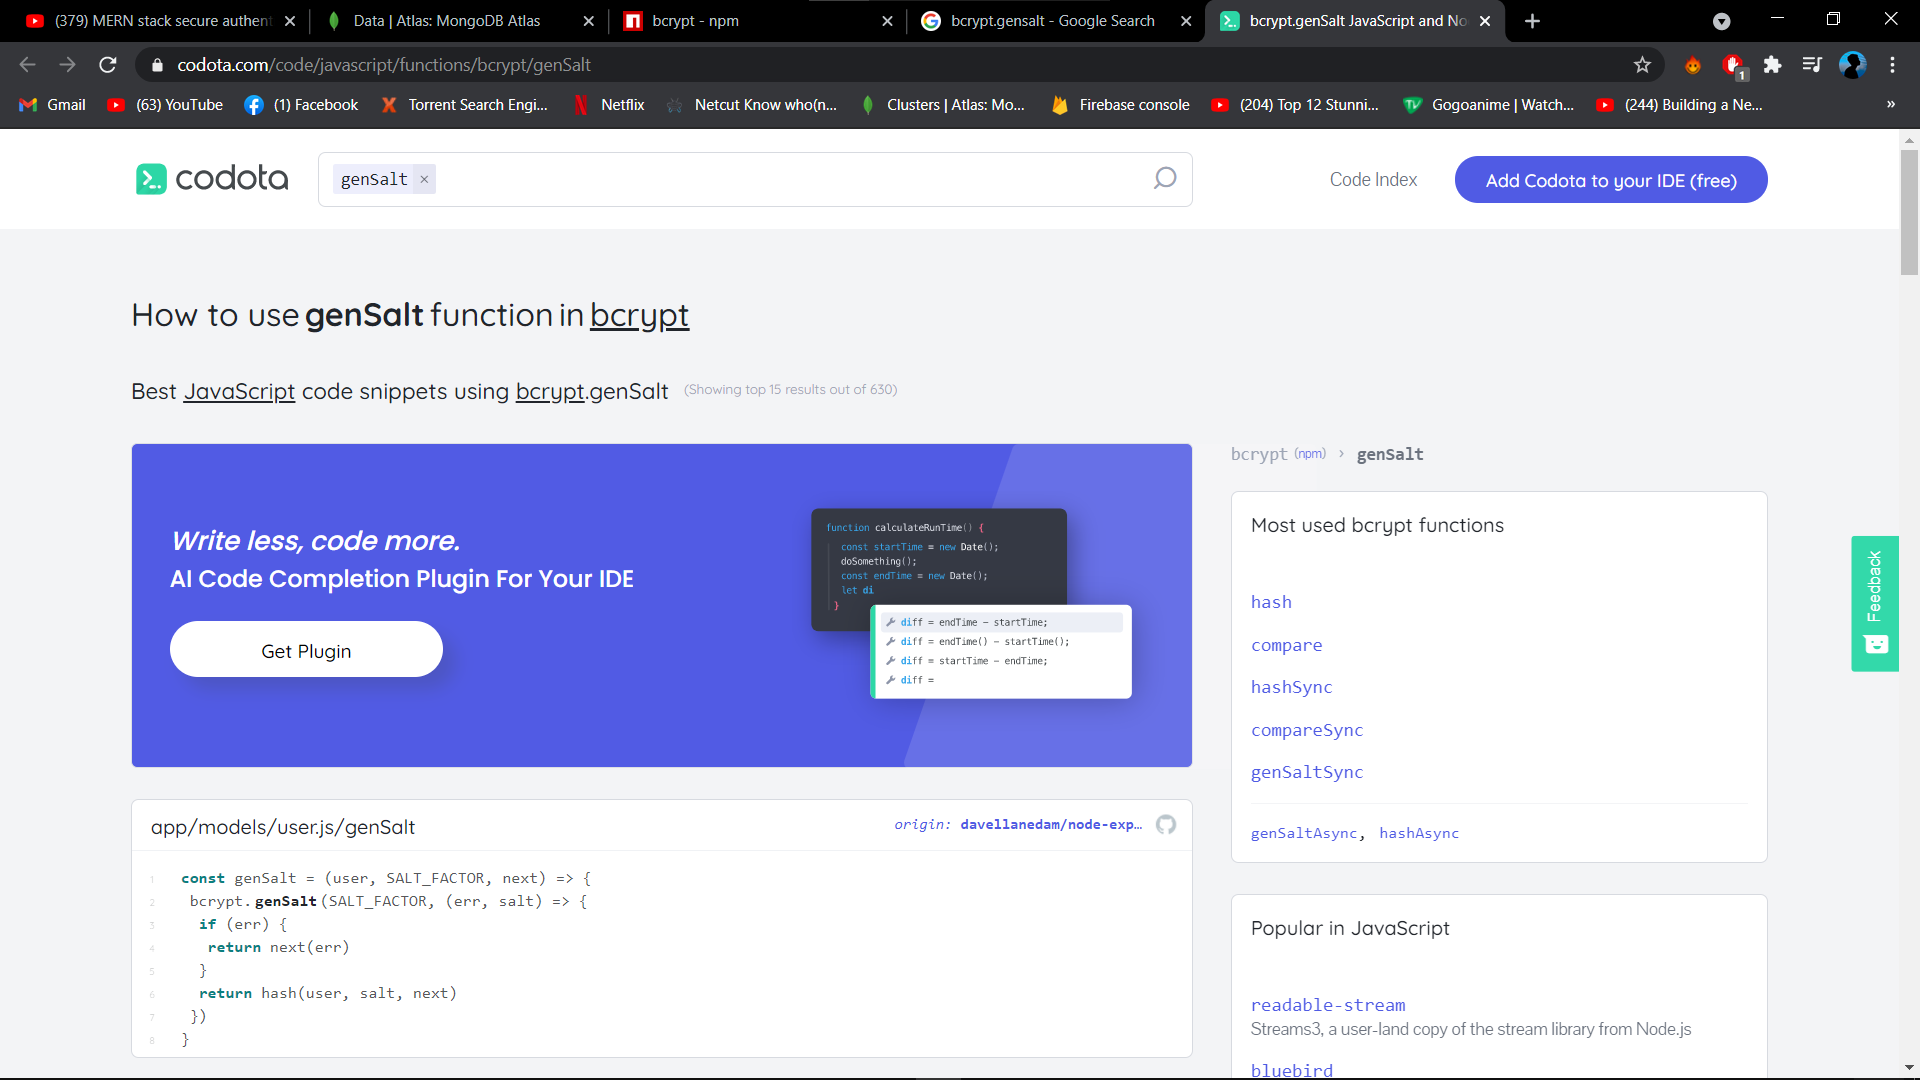 (379) MERN stack secure authent
Data | Atlas: MongoDB Atlas
bcrypt - npm
bcrypt.gensalt - Google Search
bcrypt.genSalt JavaScript and No
codota.com/code/javascript/functions/bcrypt/genSalt
1
Gmail
(63) YouTube
(1) Facebook
Torrent Search Engi...
Netflix
Netcut Know who(n...
Clusters | Atlas: Mo...
Firebase console
(204) Top 12 Stunni...
Gogoanime | Watch...
(244) Building a Ne...
»
codota
genSalt ×
Code Index
Add Codota to your IDE (free)
How to use genSalt function in bcrypt
Best JavaScript code snippets using bcrypt.genSalt (Showing top 15 results out of 630)
Write less, code more.
AI Code Completion Plugin For Your IDE
Get Plugin
function calculateRunTime() {
const startTime = new Date();
doSomething();
const endTime = new Date();
let di
}
diff = endTime - startTime;
diff = endTime() - startTime();
diff = startTime - endTime;
diff =
app/models/user.js/genSalt
origin: davellanedam/node-exp...
1 const genSalt = (user, SALT_FACTOR, next) => {
2 bcrypt.genSalt(SALT_FACTOR, (err, salt) => {
3 if (err) {
4 return next(err)
5 }
6 return hash(user, salt, next)
7 })
8 }
bcrypt (npm) › genSalt
Most used bcrypt functions
hash
compare
hashSync
compareSync
genSaltSync
genSaltAsync, hashAsync
Popular in JavaScript
readable-stream
Streams3, a user-land copy of the stream library from Node.js
bluebird
Feedback